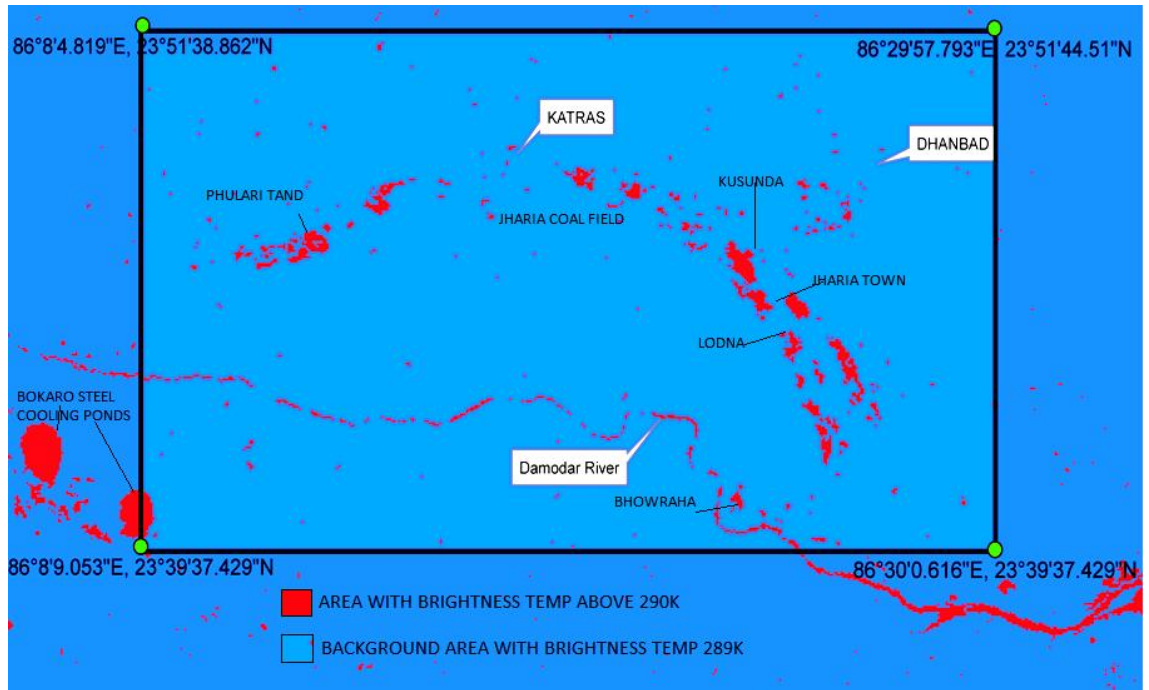 86°8'4.819"E, 23°51'38.862"N
86°29'57.793"E, 23°51'44.51"N
KATRAS
DHANBAD
PHULARI TAND
KUSUNDA
JHARIA COAL FIELD
JHARIA TOWN
LODNA
BOKARO STEEL
COOLING PONDS
Damodar River
BHOWRAHA
86°8'9.053"E, 23°39'37.429"N
86°30'0.616"E, 23°39'37.429"N
AREA WITH BRIGHTNESS TEMP ABOVE 290K
BACKGROUND AREA WITH BRIGHTNESS TEMP 289K